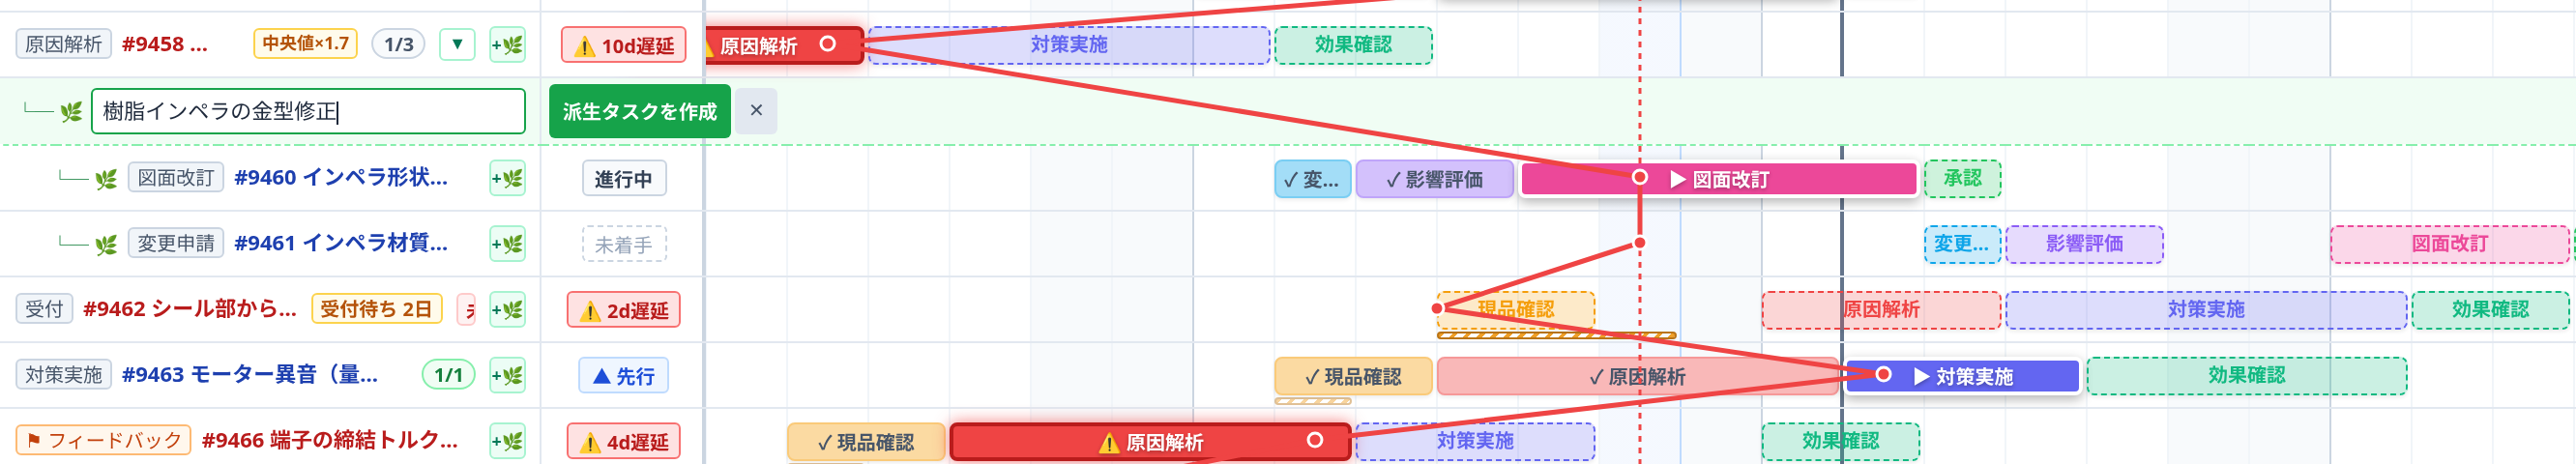 原因解析 #9458 ... 中央値×1.7 1/3 ▼ +🌿 ⚠ 10d遅延 原因解析 対策実施 効果確認
🌿 樹脂インペラの金型修正 派生タスクを作成 ×
🌿 図面改訂 #9460 インペラ形状... +🌿 進行中 ✓ 変... ✓ 影響評価 ▶ 図面改訂 承認
🌿 変更申請 #9461 インペラ材質... +🌿 未着手 変更... 影響評価 図面改訂
受付 #9462 シール部から... 受付待ち 2日 +🌿 ⚠ 2d遅延 現品確認 原因解析 対策実施 効果確認
対策実施 #9463 モーター異音（量... 1/1 +🌿 ▲ 先行 ✓ 現品確認 ✓ 原因解析 ▶ 対策実施 効果確認
⚑ フィードバック #9466 端子の締結トルク... +🌿 ⚠ 4d遅延 ✓ 現品確認 ⚠ 原因解析 対策実施 効果確認